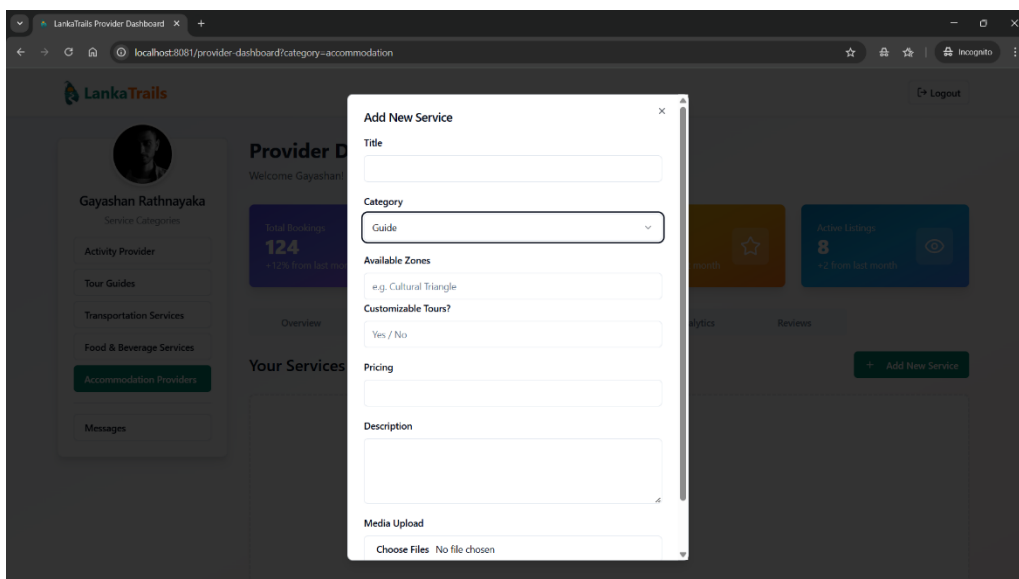 LankaTrails Provider Dashboard
localhost:8081/provider-dashboard?category=accommodation
Incognito
LankaTrails
Logout
Gayashan Rathnayaka
Service Categories
Activity Provider
Tour Guides
Transportation Services
Food & Beverage Services
Accommodation Providers
Messages
Provider D
Welcome Gayashan!
Total Bookings
124
+12% from last mo
month
Active Listings
8
+2 from last month
Overview
alytics
Reviews
Your Services
+ Add New Service
Add New Service
Title
Category
Guide
Available Zones
e.g. Cultural Triangle
Customizable Tours?
Yes / No
Pricing
Description
Media Upload
Choose Files No file chosen